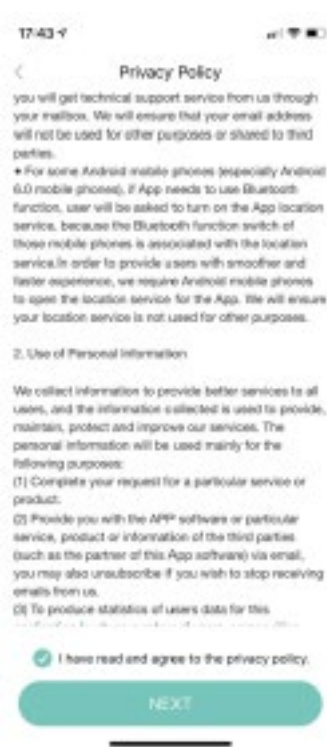 17:43
Privacy Policy
you will get technical support service from us through
your mailbox. We will ensure that your email address
will not be used for other purposes or shared to third
parties.
• For some Android mobile phones (especially Android
6.0 mobile phones), if App needs to use Bluetooth
function, user will be asked to turn on the App location
service, because the Bluetooth function switch of
those mobile phones is associated with the location
service.In order to provide users with smoother and
faster experience, we require Android mobile phones
to open the location service for the App. We will ensure
your location service is not used for other purposes.
2. Use of Personal Information
We collect information to provide better services to all
users, and the information collected is used to provide,
maintain, protect and improve our services. The
personal information will be used mainly for the
following purposes:
(1) Complete your request for a particular service or
product.
(2) Provide you with the APP software or particular
service, product or information of the third parties
(such as the partner of this App software) via email,
you may also unsubscribe if you wish to stop receiving
emails from us.
(3) To produce statistics of users data for this
I have read and agree to the privacy policy.
NEXT